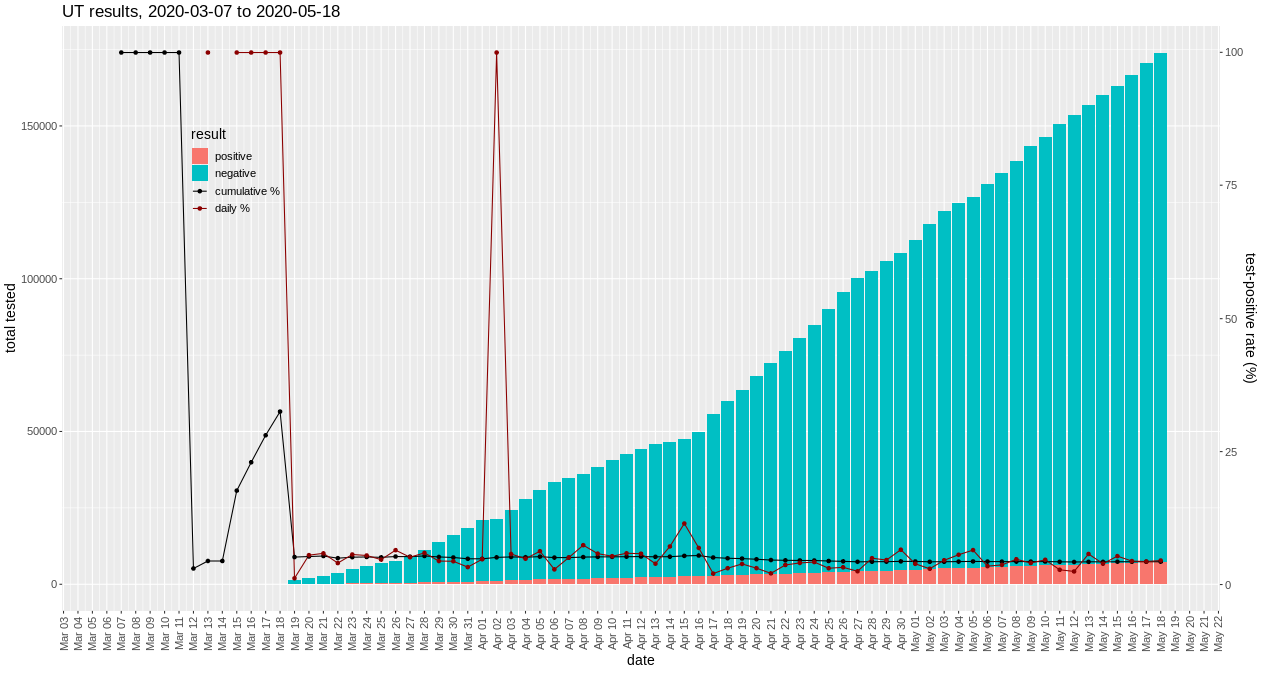 UT results, 2020-03-07 to 2020-05-18
total tested
150000
100000
50000
0
result
positive
negative
cumulative %
daily %
100
75
50
25
0
test-positive rate (%)
Mar 03
Mar 04
Mar 05
Mar 06
Mar 07
Mar 08
Mar 09
Mar 10
Mar 11
Mar 12
Mar 13
Mar 14
Mar 15
Mar 16
Mar 17
Mar 18
Mar 19
Mar 20
Mar 21
Mar 22
Mar 23
Mar 24
Mar 25
Mar 26
Mar 27
Mar 28
Mar 29
Mar 30
Mar 31
Apr 01
Apr 02
Apr 03
Apr 04
Apr 05
Apr 06
Apr 07
Apr 08
Apr 09
Apr 10
Apr 11
Apr 12
Apr 13
Apr 14
Apr 15
Apr 16
Apr 17
Apr 18
Apr 19
Apr 20
Apr 21
Apr 22
Apr 23
Apr 24
Apr 25
Apr 26
Apr 27
Apr 28
Apr 29
Apr 30
May 01
May 02
May 03
May 04
May 05
May 06
May 07
May 08
May 09
May 10
May 11
May 12
May 13
May 14
May 15
May 16
May 17
May 18
May 19
May 20
May 21
May 22
date